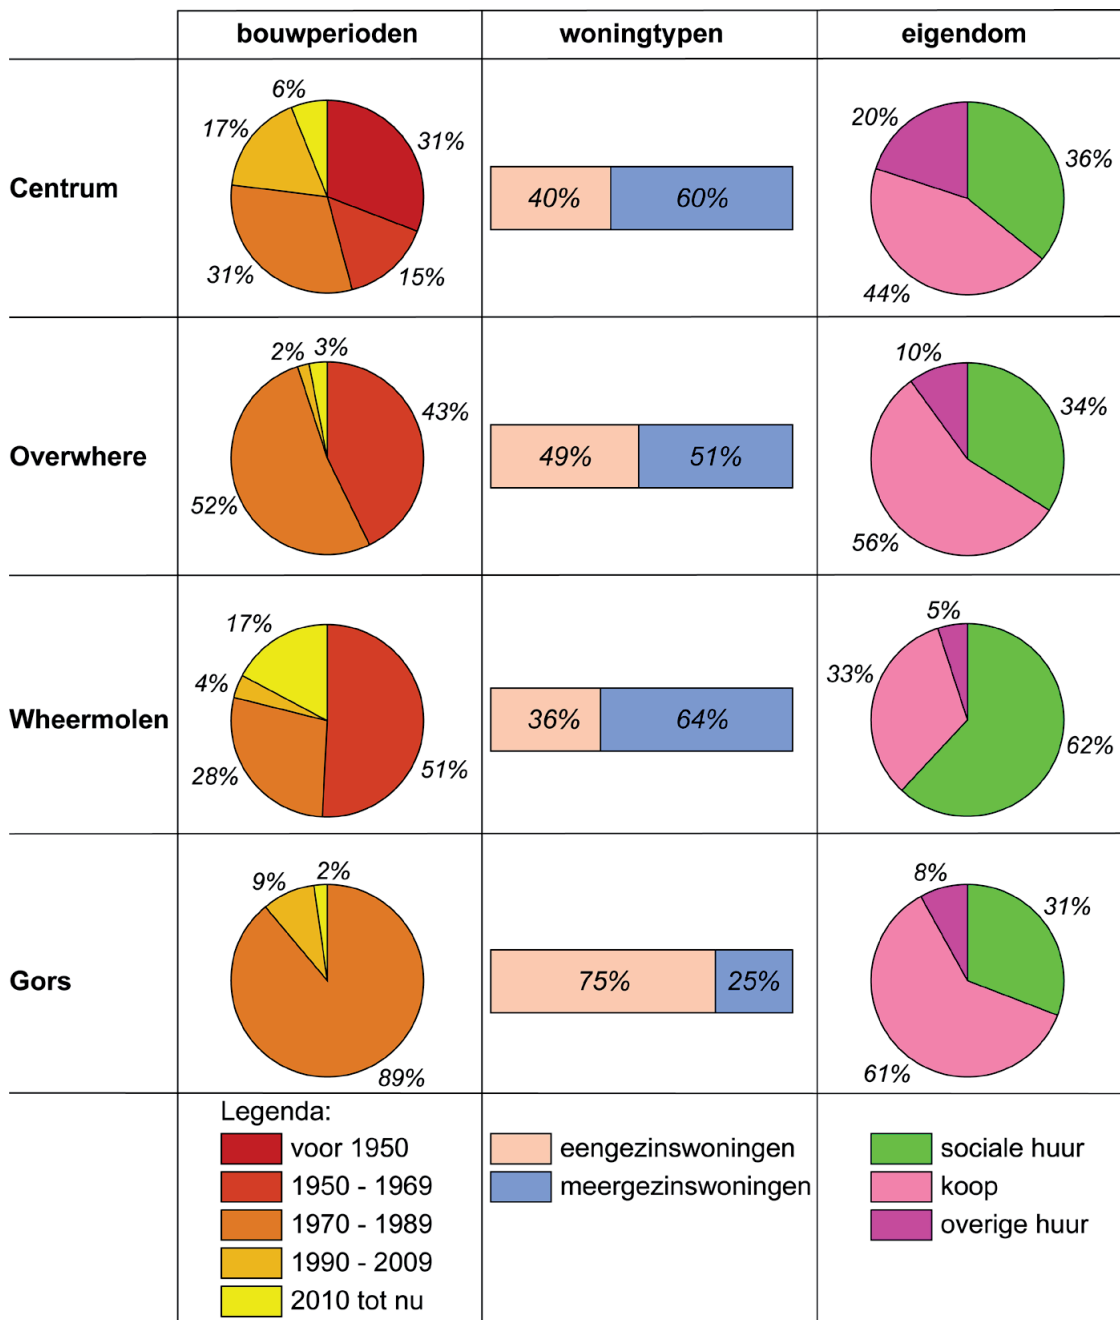 bouwperioden woningtypen eigendom
Centrum
6%
17%
31%
31%
15%
40% 60%
20%
36%
44%
Overwhere
2% 3%
43%
52%
49% 51%
10%
34%
56%
Wheermolen
17%
4%
28%
51%
36% 64%
5%
33%
62%
Gors
9% 2%
89%
75% 25%
8%
31%
61%
Legenda:
voor 1950
1950 - 1969
1970 - 1989
1990 - 2009
2010 tot nu
eengezinswoningen
meergezinswoningen
sociale huur
koop
overige huur